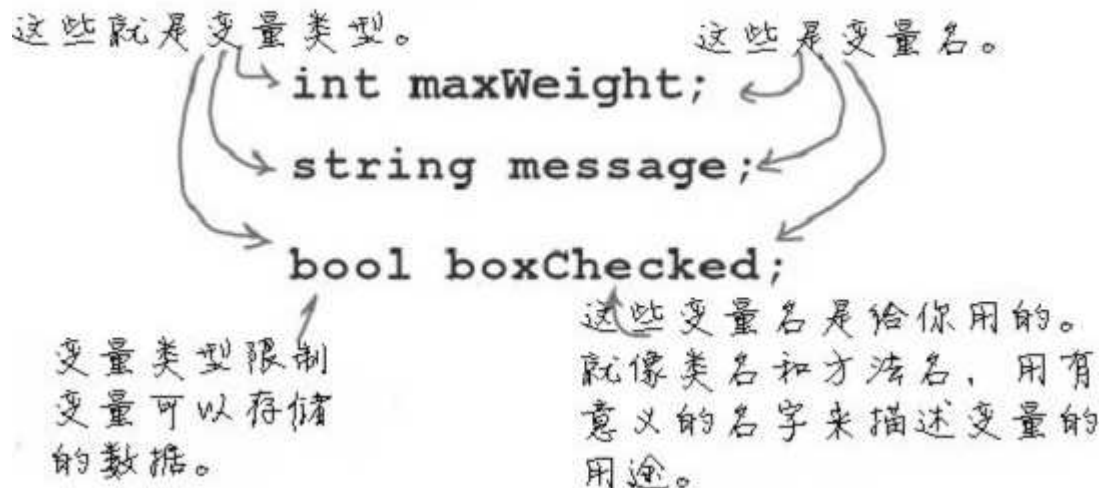 这些就是变量类型。
这些是变量名。
int maxWeight;
string message;
bool boxChecked;
变量类型限制
变量可以存储
的数据。
这些变量名是给你用的。
就像类名和方法名、用有
意义的名字来描述变量的
用途。